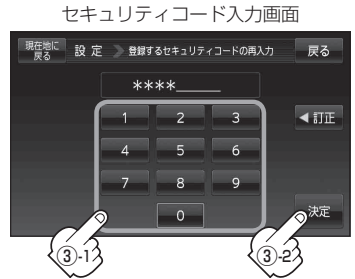 セキュリティコード入力画面
現在地に
戻る
設 定
登録するセキュリティコードの再入力
戻る
****____
1 2 3
◀訂正
4 5 6
7 8 9
0
決定
③-1
③-2